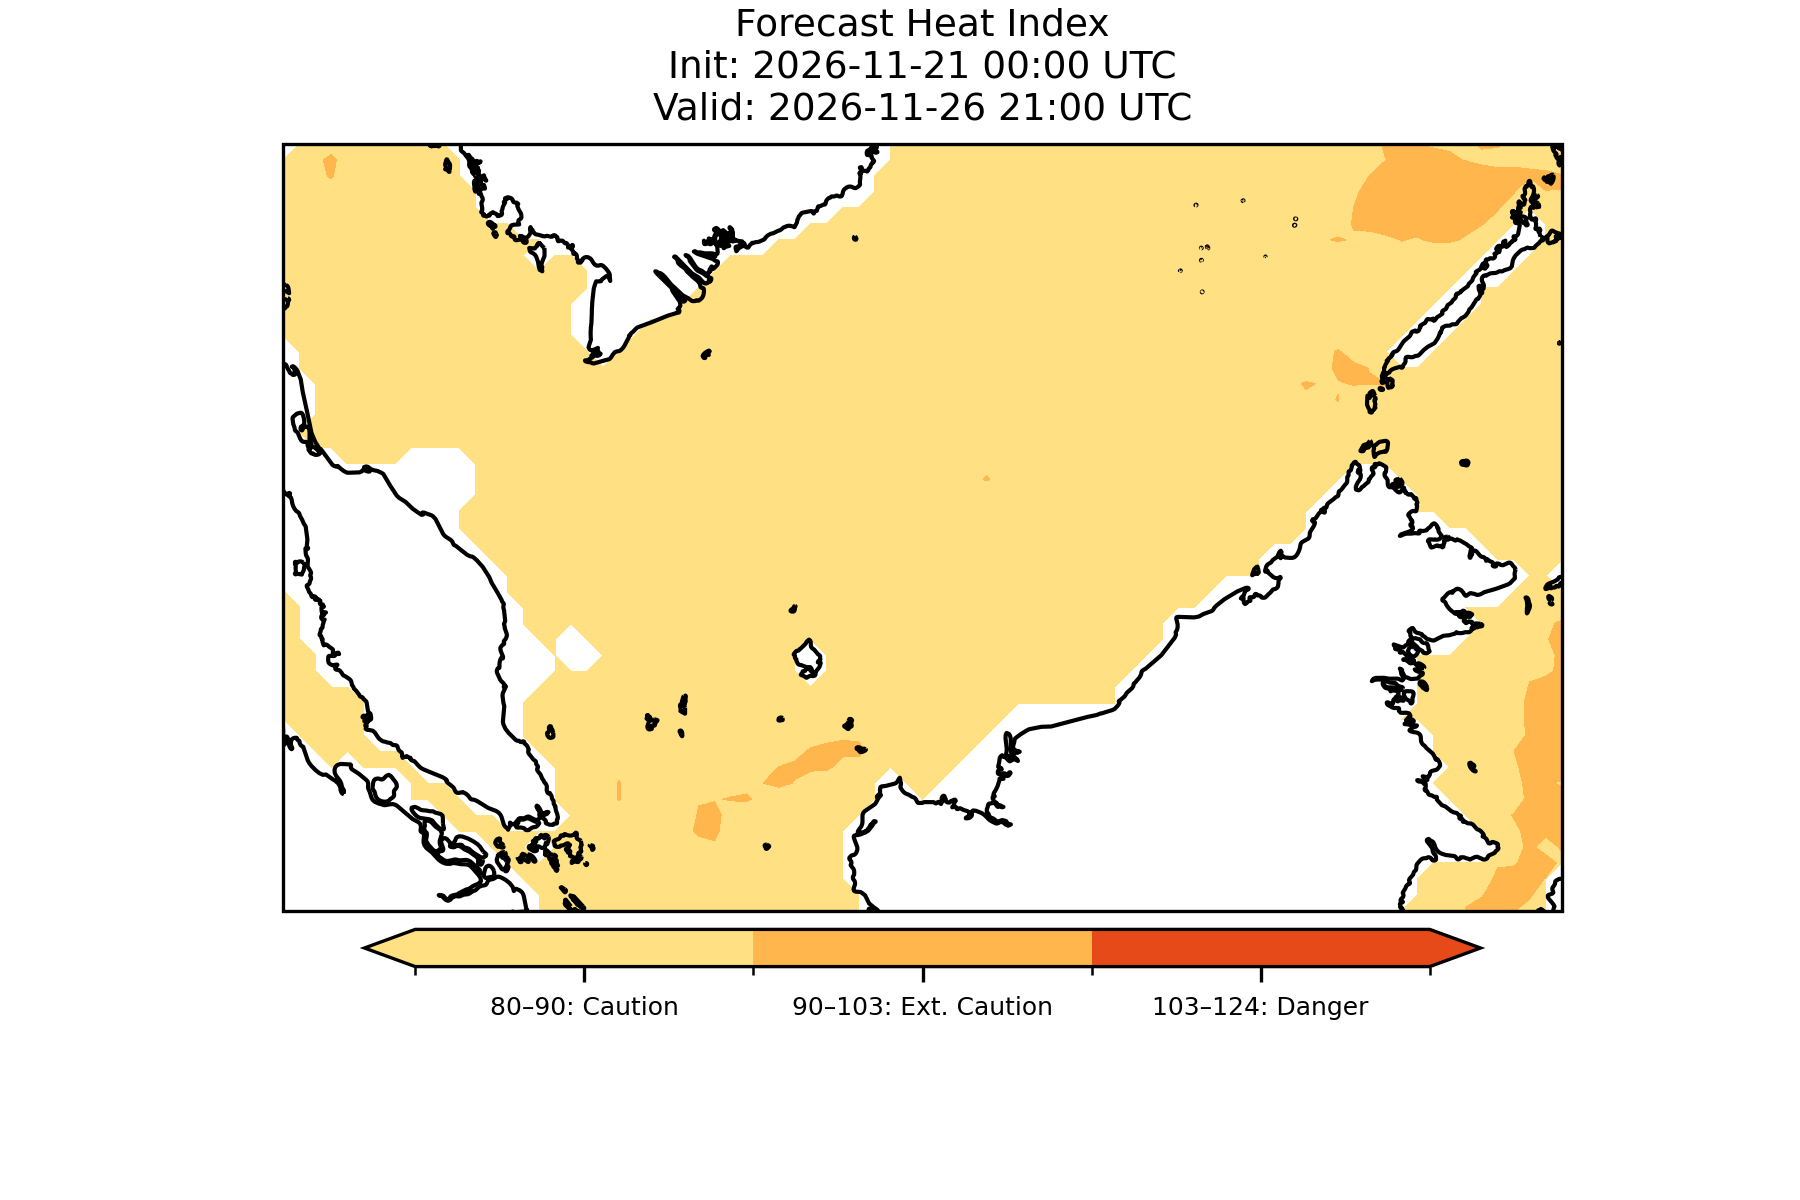 Forecast Heat Index
Init: 2026-11-21 00:00 UTC
Valid: 2026-11-26 21:00 UTC
80–90: Caution
90–103: Ext. Caution
103–124: Danger